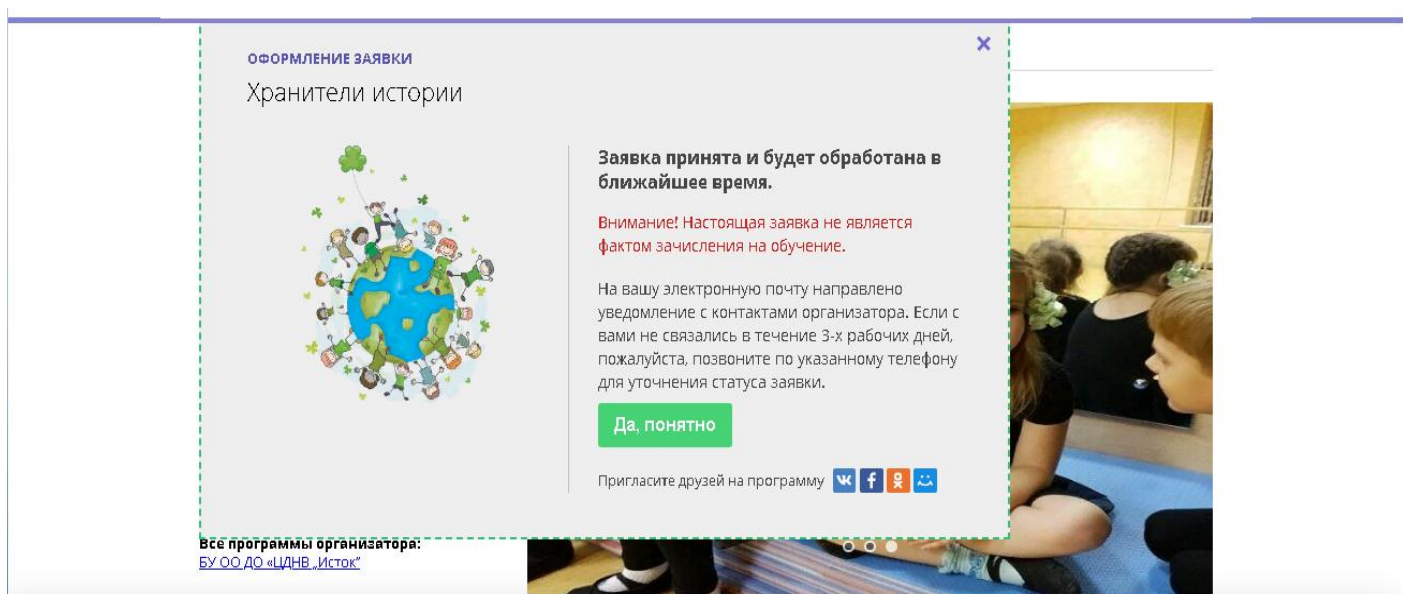 ОФОРМЛЕНИЕ ЗАЯВКИ
Хранители истории
Заявка принята и будет обработана в
ближайшее время.
Внимание! Настоящая заявка не является
фактом зачисления на обучение.
На вашу электронную почту направлено
уведомление с контактами организатора. Если с
вами не связались в течение 3-х рабочих дней,
пожалуйста, позвоните по указанному телефону
для уточнения статуса заявки.
Да, понятно
Пригласите друзей на программу
Все программы организатора:
БУ ОО ДО «ЦДНВ „Исток“